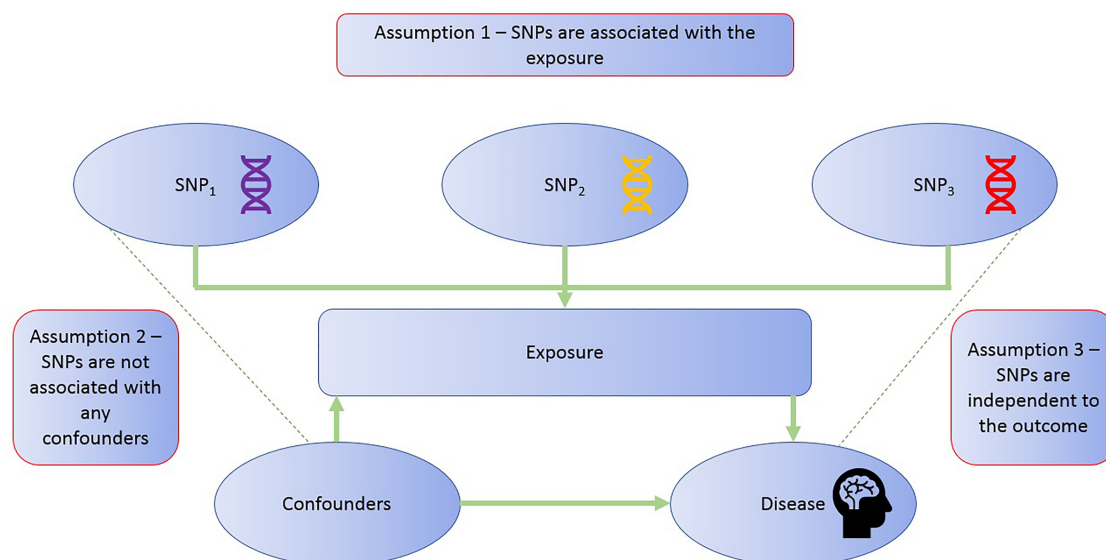 Assumption 1 – SNPs are associated with the
exposure
SNP₁
SNP₂
SNP₃
Assumption 2 –
SNPs are not
associated with
any
confounders
Exposure
Assumption 3 –
SNPs are
independent to
the outcome
Confounders
Disease